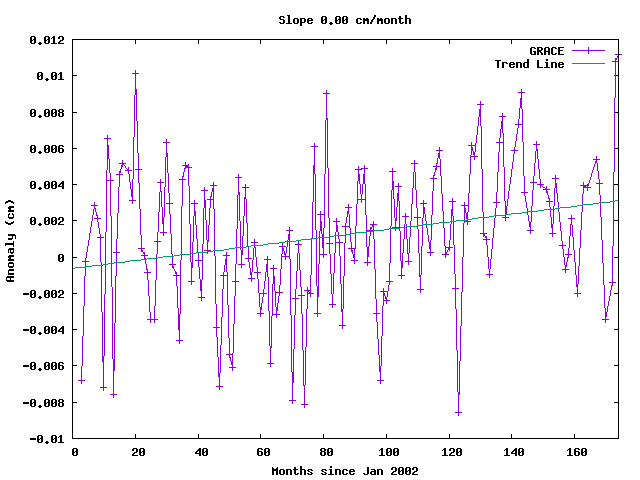 Slope 0.00 cm/month
GRACE
Trend Line
Anomaly (cm)
0.012
0.01
0.008
0.006
0.004
0.002
0
-0.002
-0.004
-0.006
-0.008
-0.01
0 20 40 60 80 100 120 140 160
Months since Jan 2002